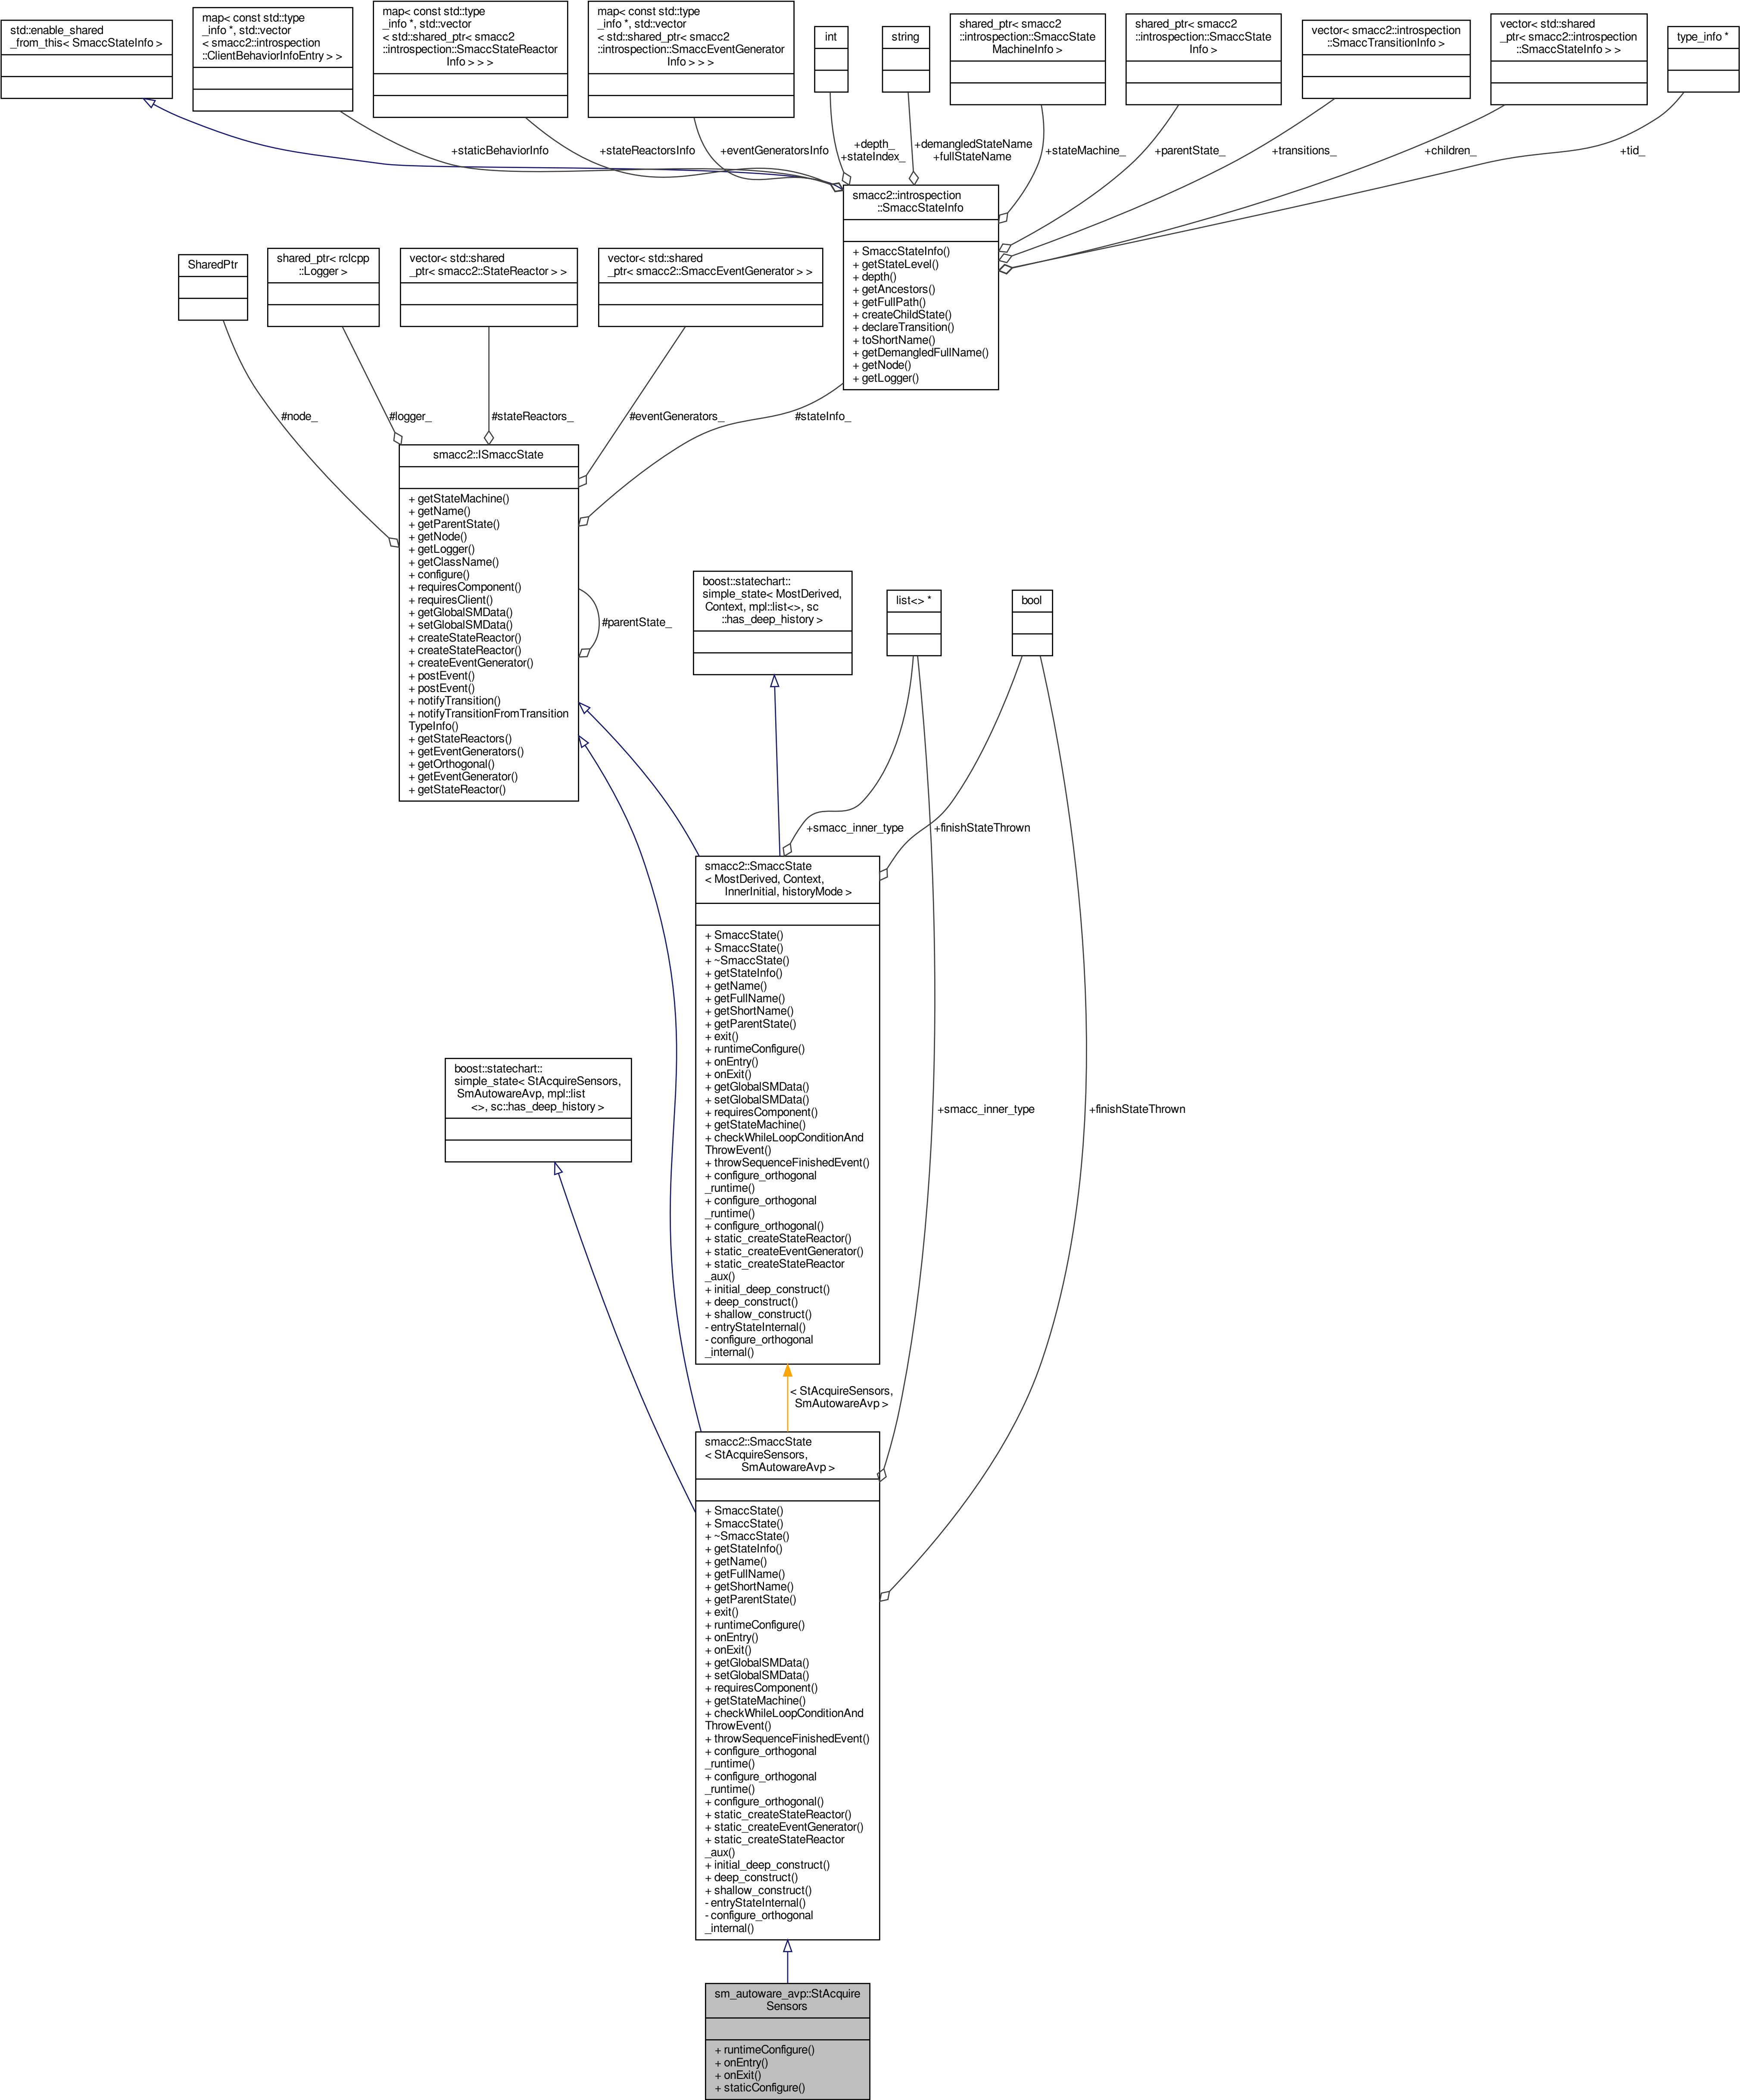 std::enable_shared
_from_this< SmaccStateInfo >
map< const std::type
_info *, std::vector
< smacc2::introspection
::ClientBehaviorInfoEntry > >
map< const std::type
_info *, std::vector
< std::shared_ptr< smacc2
::introspection::SmaccStateReactor
Info > > >
map< const std::type
_info *, std::vector
< std::shared_ptr< smacc2
::introspection::SmaccEventGenerator
Info > > >
int
string
shared_ptr< smacc2
::introspection::SmaccState
MachineInfo >
shared_ptr< smacc2
::introspection::SmaccState
Info >
vector< smacc2::introspection
::SmaccTransitionInfo >
vector< std::shared
_ptr< smacc2::introspection
::SmaccStateInfo > >
type_info *
+staticBehaviorInfo
+stateReactorsInfo
+eventGeneratorsInfo
+depth_
+stateIndex_
+demangledStateName
+fullStateName
+stateMachine_
+parentState_
+transitions_
+children_
+tid_
smacc2::introspection
::SmaccStateInfo
+ SmaccStateInfo()
+ getStateLevel()
+ depth()
+ getAncestors()
+ getFullPath()
+ createChildState()
+ declareTransition()
+ toShortName()
+ getDemangledFullName()
+ getNode()
+ getLogger()
SharedPtr
shared_ptr< rclcpp
::Logger >
vector< std::shared
_ptr< smacc2::StateReactor > >
vector< std::shared
_ptr< smacc2::SmaccEventGenerator > >
#node_
#logger_
#stateReactors_
#eventGenerators_
#stateInfo_
smacc2::ISmaccState
+ getStateMachine()
+ getName()
+ getParentState()
+ getNode()
+ getLogger()
+ getClassName()
+ configure()
+ requiresComponent()
+ requiresClient()
+ getGlobalSMData()
+ setGlobalSMData()
+ createStateReactor()
+ createStateReactor()
+ createEventGenerator()
+ postEvent()
+ postEvent()
+ notifyTransition()
+ notifyTransitionFromTransition
TypeInfo()
+ getStateReactors()
+ getEventGenerators()
+ getOrthogonal()
+ getEventGenerator()
+ getStateReactor()
#parentState_
boost::statechart::
simple_state< MostDerived,
Context, mpl::list<>, sc
::has_deep_history >
list<> *
bool
+smacc_inner_type
+finishStateThrown
smacc2::SmaccState
< MostDerived, Context,
InnerInitial, historyMode >
+ SmaccState()
+ SmaccState()
+ ~SmaccState()
+ getStateInfo()
+ getName()
+ getFullName()
+ getShortName()
+ getParentState()
+ exit()
+ runtimeConfigure()
+ onEntry()
+ onExit()
+ getGlobalSMData()
+ setGlobalSMData()
+ requiresComponent()
+ getStateMachine()
+ checkWhileLoopConditionAnd
ThrowEvent()
+ throwSequenceFinishedEvent()
+ configure_orthogonal
_runtime()
+ configure_orthogonal
_runtime()
+ configure_orthogonal()
+ static_createStateReactor()
+ static_createEventGenerator()
+ static_createStateReactor
_aux()
+ initial_deep_construct()
+ deep_construct()
+ shallow_construct()
- entryStateInternal()
- configure_orthogonal
_internal()
boost::statechart::
simple_state< StAcquireSensors,
SmAutowareAvp, mpl::list
<>, sc::has_deep_history >
+smacc_inner_type
+finishStateThrown
< StAcquireSensors,
SmAutowareAvp >
smacc2::SmaccState
< StAcquireSensors,
SmAutowareAvp >
+ SmaccState()
+ SmaccState()
+ ~SmaccState()
+ getStateInfo()
+ getName()
+ getFullName()
+ getShortName()
+ getParentState()
+ exit()
+ runtimeConfigure()
+ onEntry()
+ onExit()
+ getGlobalSMData()
+ setGlobalSMData()
+ requiresComponent()
+ getStateMachine()
+ checkWhileLoopConditionAnd
ThrowEvent()
+ throwSequenceFinishedEvent()
+ configure_orthogonal
_runtime()
+ configure_orthogonal
_runtime()
+ configure_orthogonal()
+ static_createStateReactor()
+ static_createEventGenerator()
+ static_createStateReactor
_aux()
+ initial_deep_construct()
+ deep_construct()
+ shallow_construct()
- entryStateInternal()
- configure_orthogonal
_internal()
sm_autoware_avp::StAcquire
Sensors
+ runtimeConfigure()
+ onEntry()
+ onExit()
+ staticConfigure()